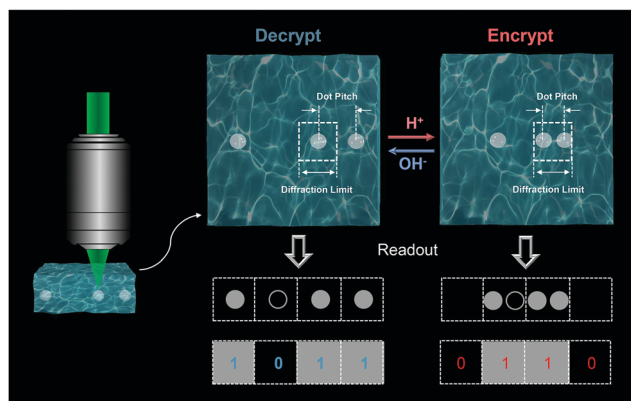 Decrypt
Encrypt
Dot Pitch
Diffraction Limit
H⁺
OH⁻
Dot Pitch
Diffraction Limit
Readout
1 0 1 1
0 1 1 0